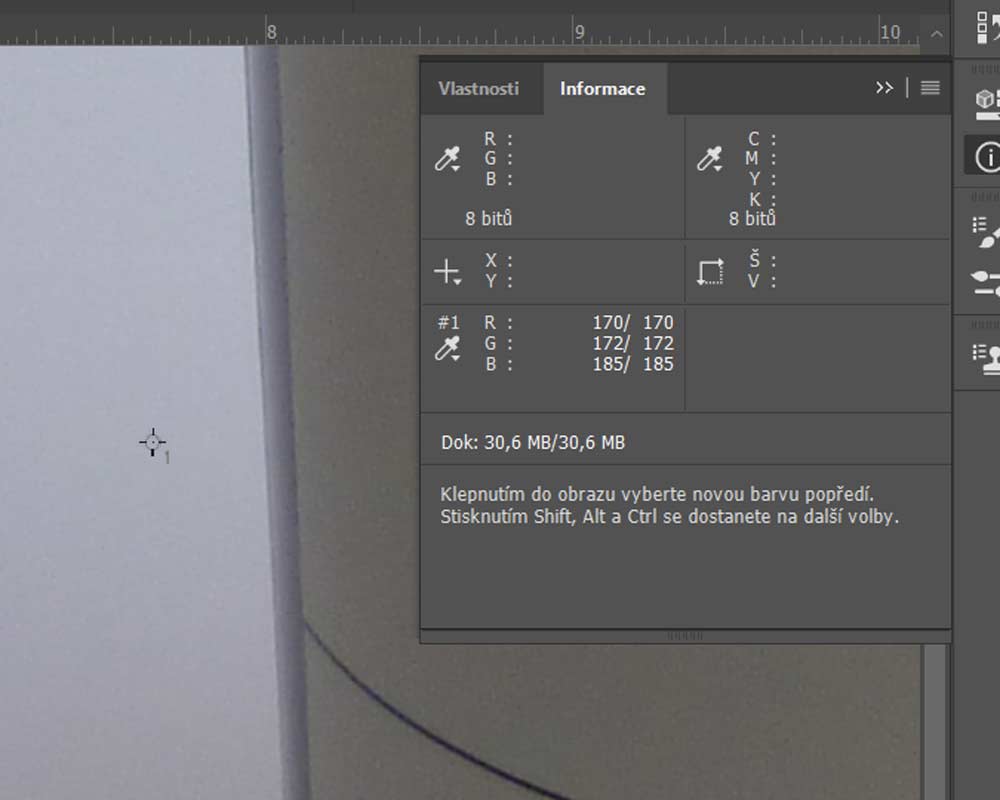 8 9 10
Vlastnosti Informace
R :
G :
B :
8 bitů
C :
M :
Y :
K :
8 bitů
X :
Y :
Š :
V :
#1 R : 170/ 170
G : 172/ 172
B : 185/ 185
1
Dok: 30,6 MB/30,6 MB
Klepnutím do obrazu vyberte novou barvu popředí.
Stisknutím Shift, Alt a Ctrl se dostanete na další volby.